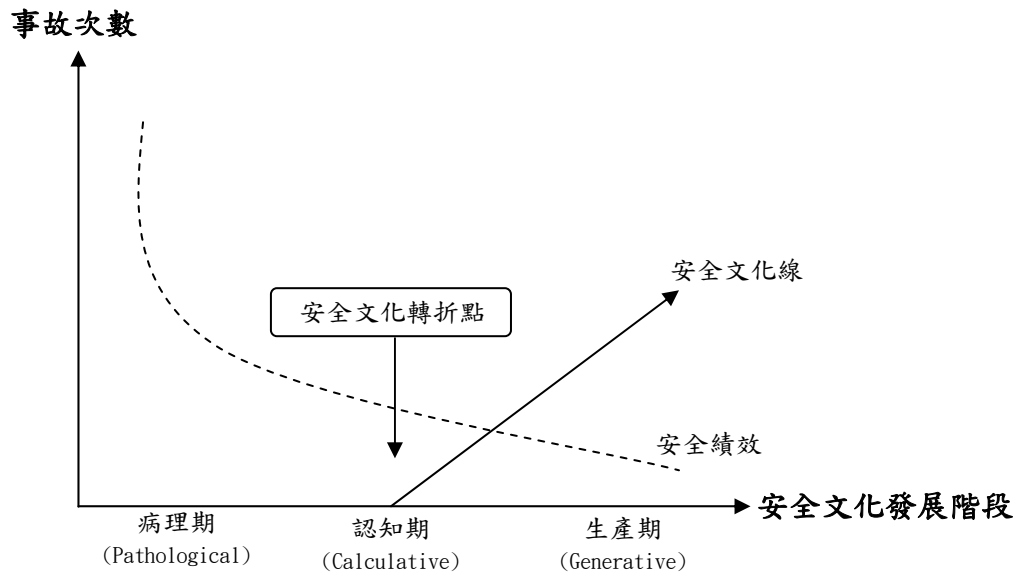 事故次數
安全文化線
安全文化轉折點
安全績效
安全文化發展階段
病理期
(Pathological)
認知期
(Calculative)
生產期
(Generative)